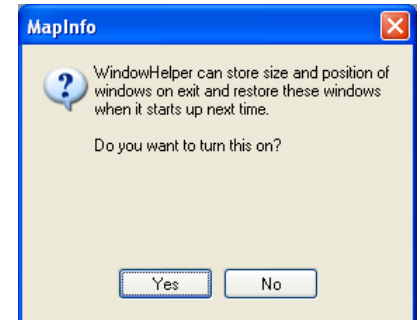 MapInfo
WindowHelper can store size and position of
windows on exit and restore these windows
when it starts up next time.
Do you want to turn this on?
Yes No